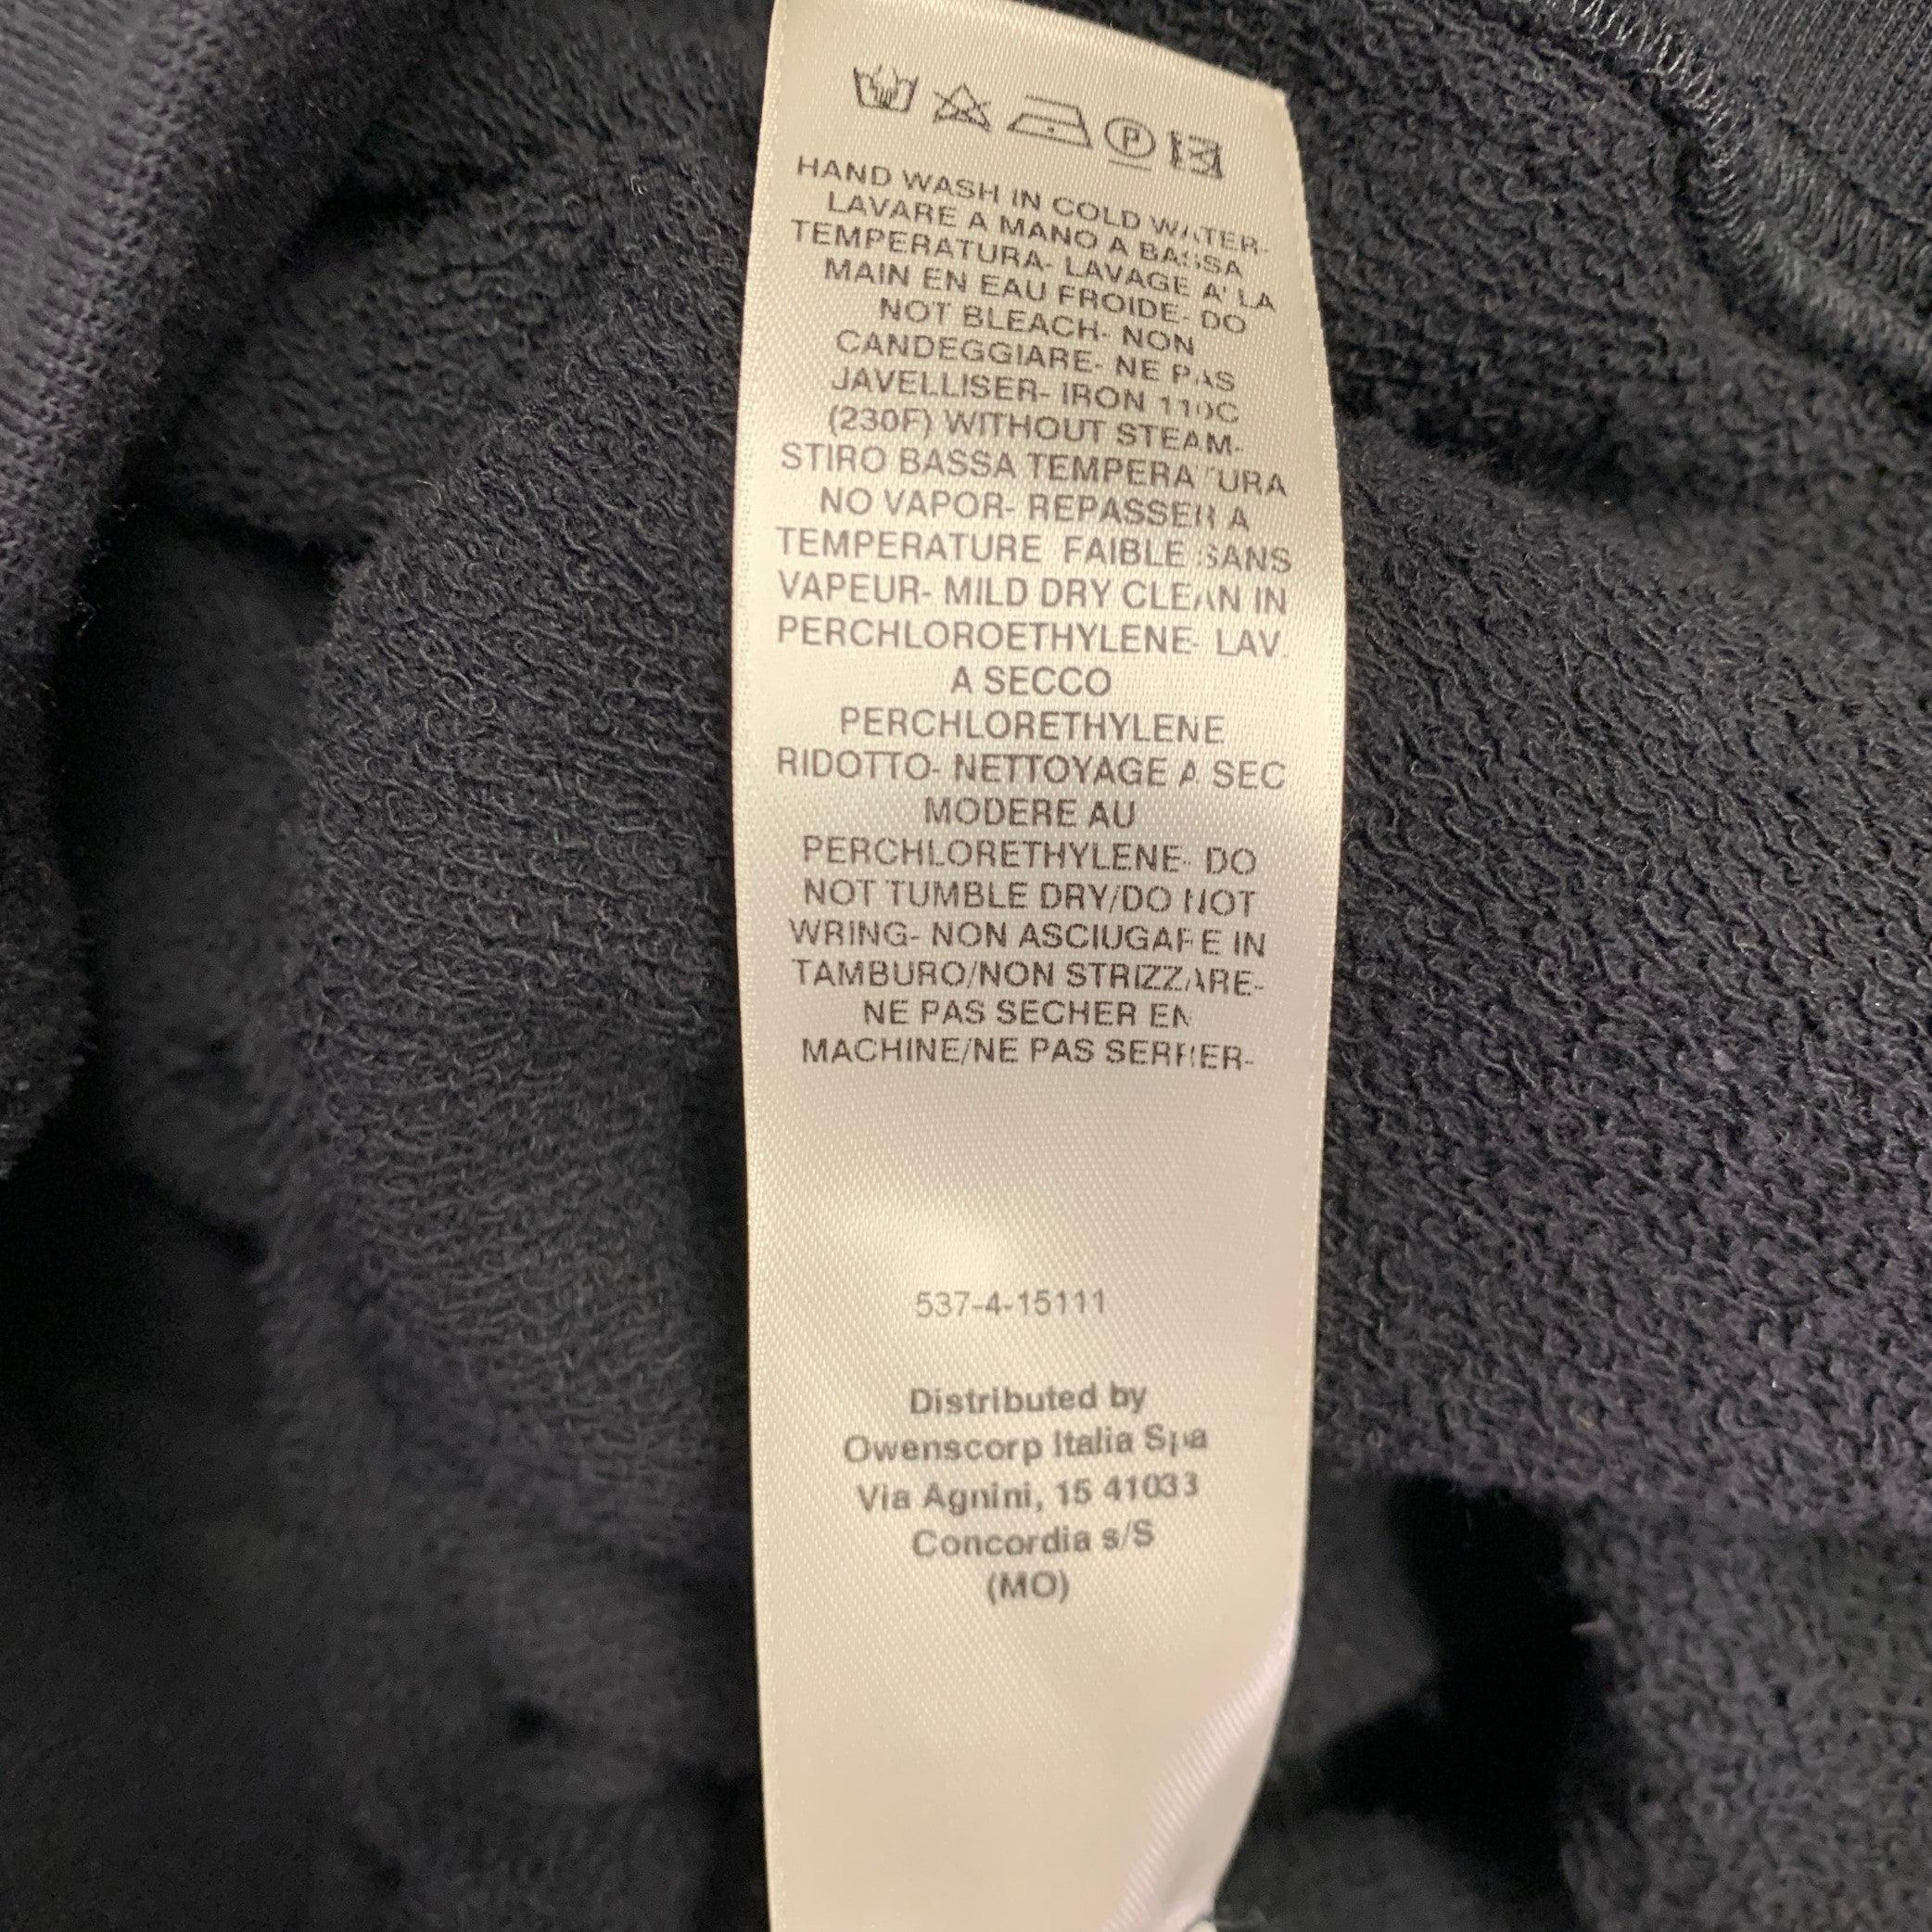 P
HAND WASH IN COLD WATER-
LAVARE A MANO A BASSA
TEMPERATURA- LAVAGE A' LA
MAIN EN EAU FROIDE- DO
NOT BLEACH- NON
CANDEGGIARE- NE PAS
JAVELLISER- IRON 110C
(230F) WITHOUT STEAM-
STIRO BASSA TEMPERATURA
NO VAPOR- REPASSER A
TEMPERATURE FAIBLE SANS
VAPEUR- MILD DRY CLEAN IN
PERCHLOROETHYLENE- LAV.
A SECCO
PERCHLORETHYLENE
RIDOTTO- NETTOYAGE A SEC
MODERE AU
PERCHLORETHYLENE- DO
NOT TUMBLE DRY/DO NOT
WRING- NON ASCIUGARE IN
TAMBURO/NON STRIZZARE-
NE PAS SECHER EN
MACHINE/NE PAS SERRER-
537-4-15111
Distributed by
Owenscorp Italia Spa
Via Agnini, 15 41033
Concordia s/S
(MO)